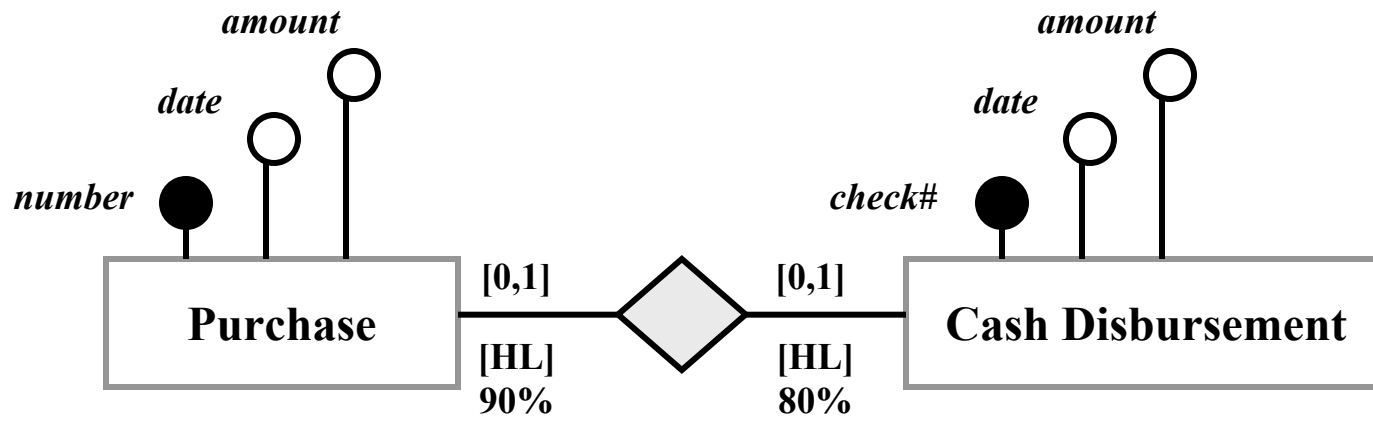 amount
date
number
Purchase
[0,1]
[HL]
90%
[0,1]
[HL]
80%
amount
date
check#
Cash Disbursement